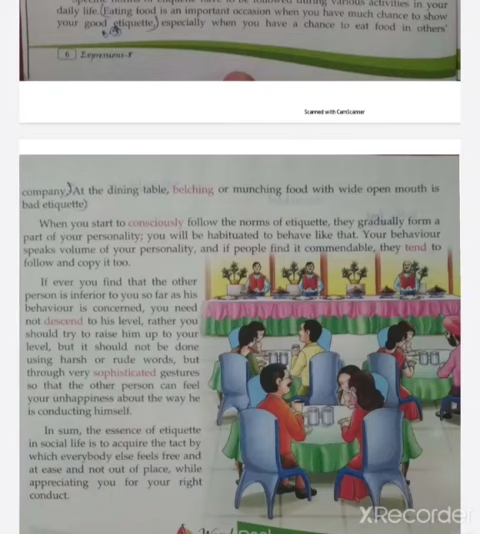 daily life. (Eating food is an important occasion when you have much chance to show
your good etiquette,) especially when you have a chance to eat food in others'
6 Expressions-8
Scanned with CamScanner
company.) At the dining table, belching or munching food with wide open mouth is
bad etiquette)
When you start to consciously follow the norms of etiquette, they gradually form a
part of your personality; you will be habituated to behave like that. Your behaviour
speaks volume of your personality, and if people find it commendable, they tend to
follow and copy it too.
If ever you find that the other
person is inferior to you so far as his
behaviour is concerned, you need
not descend to his level, rather you
should try to raise him up to your
level, but it should not be done
using harsh or rude words, but
through very sophisticated gestures
so that the other person can feel
your unhappiness about the way he
is conducting himself.
In sum, the essence of etiquette
in social life is to acquire the tact by
which everybody else feels free and
at ease and not out of place, while
appreciating you for your right
conduct.
XRecorder